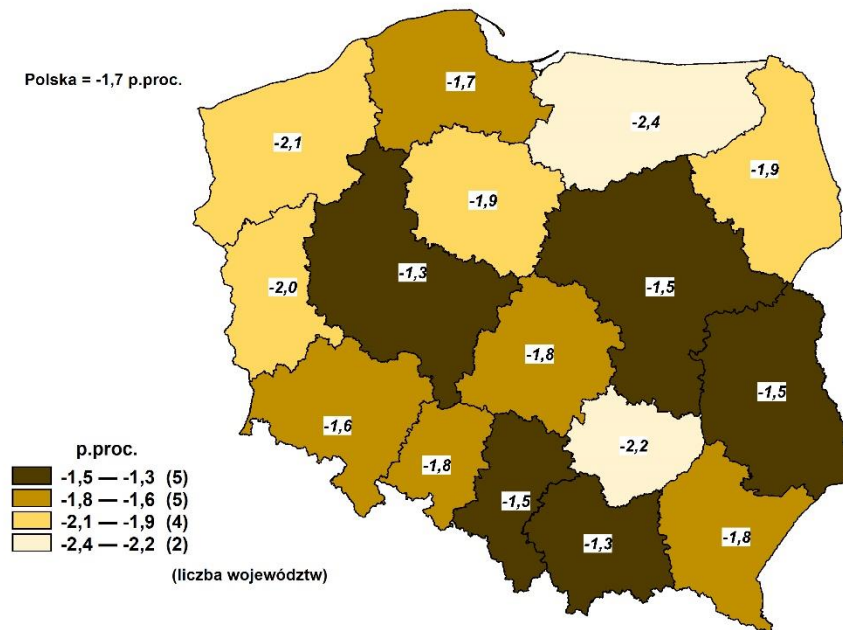 Polska = -1,7 p.proc.
-1,7
-2,4
-2,1
-1,9
-1,9
-1,3
-2,0
-1,5
-1,8
-1,5
-1,6
-2,2
-1,8
-1,5
-1,3
-1,8
p.proc.
-1,5 — -1,3 (5)
-1,8 — -1,6 (5)
-2,1 — -1,9 (4)
-2,4 — -2,2 (2)
(liczba województw)